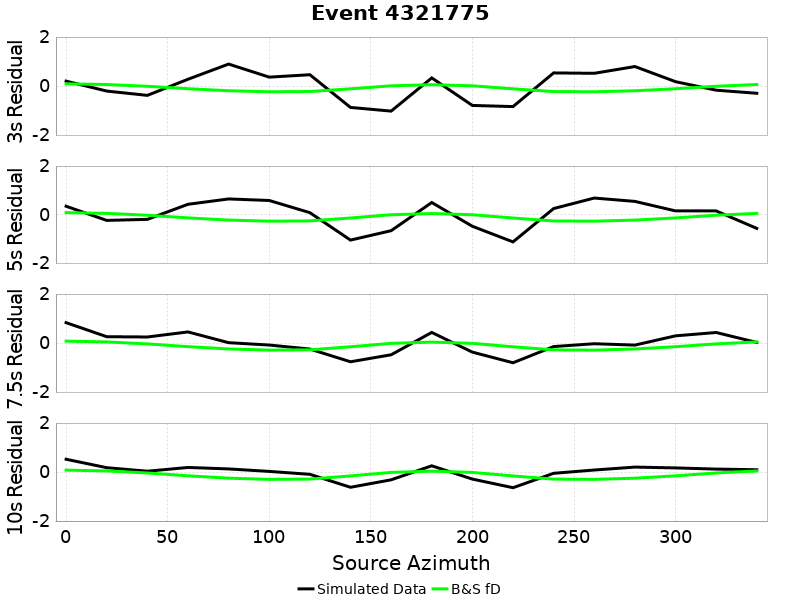 Event 4321775
3s Residual
2
0
-2
5s Residual
2
0
-2
7.5s Residual
2
0
-2
10s Residual
2
0
-2
0 50 100 150 200 250 300
Source Azimuth
Simulated Data B&S fD